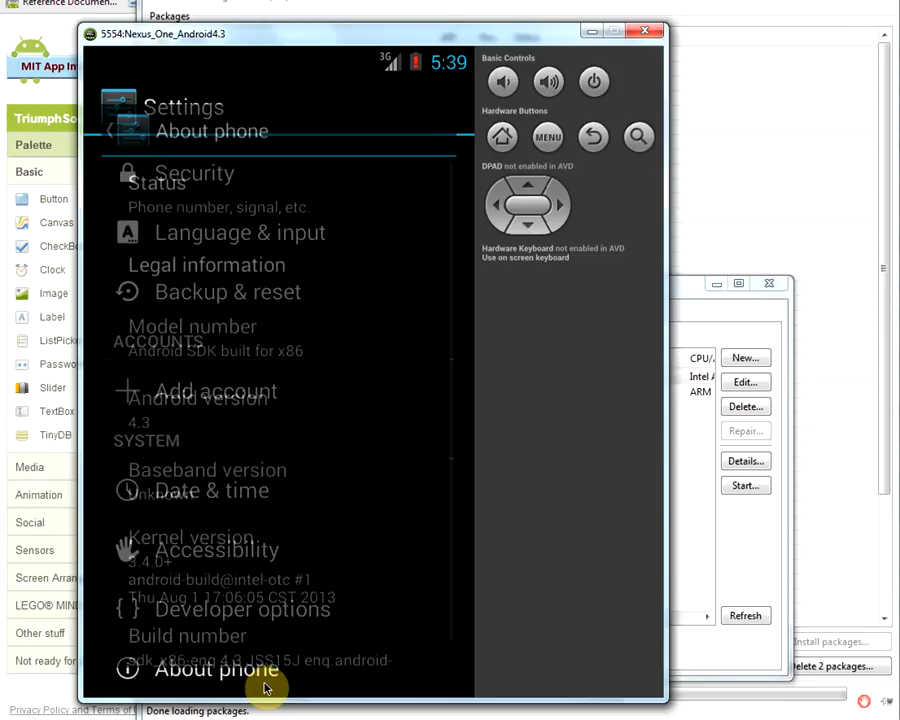 Reference Documen...
Packages
5554:Nexus_One_Android4.3
3G
5:39
Basic Controls
Hardware Buttons
MENU
DPAD not enabled in AVD
Hardware Keyboard not enabled in AVD
Use on screen keyboard
Settings
About phone
Security
Status
Phone number, signal, etc.
A
Language & input
Legal information
Backup & reset
Model number
Android SDK built for x86
ACCOUNTS
Add account
Android version
4.3
SYSTEM
Baseband version
Unknown
Date & time
Kernel version
3.4.0+
Accessibility
android-build@intel-otc #1
Thu Aug 1 17:06:05 CST 2013
{ } Developer options
Build number
sdk_x86-eng 4.3 JSS15J eng.android-
About phone
MIT App In
TriumphSo
Palette
Basic
Button
Canvas
CheckB
Clock
Image
Label
ListPicke
Passwo
Slider
TextBox
TinyDB
Media
Animation
Social
Sensors
Screen Arran
LEGO® MIND
Other stuff
Not ready fo
Privacy Policy and Terms of
CPU/
Intel A
ARM
New...
Edit...
Delete...
Repair...
Details...
Start...
Refresh
Install packages...
Delete 2 packages...
Done loading packages.